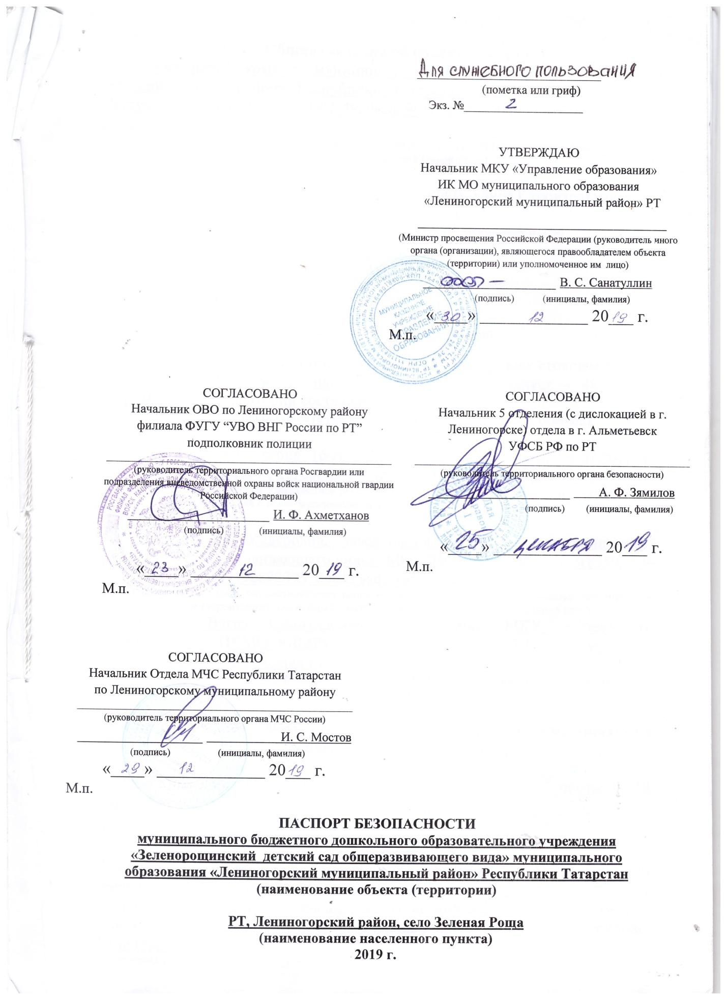 Для служебного пользования
(пометка или гриф)
Экз. № 2
УТВЕРЖДАЮ
Начальник МКУ «Управление образования»
ИК МО муниципального образования
«Лениногорский муниципальный район» РТ
(Министр просвещения Российской Федерации (руководитель иного
органа (организации), являющегося правообладателем объекта
(территории) или уполномоченное им лицо)
В. С. Санатуллин
(подпись) (инициалы, фамилия)
«30» 12 2019 г.
М.п.
МУНИЦИПАЛЬНОЕ
КАЗЕННОЕ
УЧРЕЖДЕНИЕ
УПРАВЛЕНИЕ
ОБРАЗОВАНИЯ
СОГЛАСОВАНО
Начальник ОВО по Лениногорскому району
филиала ФУГУ “УВО ВНГ России по РТ”
подполковник полиции
(руководитель территориального органа Росгвардии или
подразделения вневедомственной охраны войск национальной гвардии
Российской Федерации)
И. Ф. Ахметханов
(подпись) (инициалы, фамилия)
«23» 12 2019 г.
М.п.
СОГЛАСОВАНО
Начальник 5 отделения (с дислокацией в г.
Лениногорске) отдела в г. Альметьевск
УФСБ РФ по РТ
(руководитель территориального органа безопасности)
А. Ф. Зямилов
(подпись) (инициалы, фамилия)
«25» декабря 2019 г.
М.п.
СОГЛАСОВАНО
Начальник Отдела МЧС Республики Татарстан
по Лениногорскому муниципальному району
(руководитель территориального органа МЧС России)
И. С. Мостов
(подпись) (инициалы, фамилия)
«29» 12 2019 г.
М.п.
ПАСПОРТ БЕЗОПАСНОСТИ
муниципального бюджетного дошкольного образовательного учреждения
«Зеленорощинский детский сад общеразвивающего вида» муниципального
образования «Лениногорский муниципальный район» Республики Татарстан
(наименование объекта (территории)
РТ, Лениногорский район, село Зеленая Роща
(наименование населенного пункта)
2019 г.